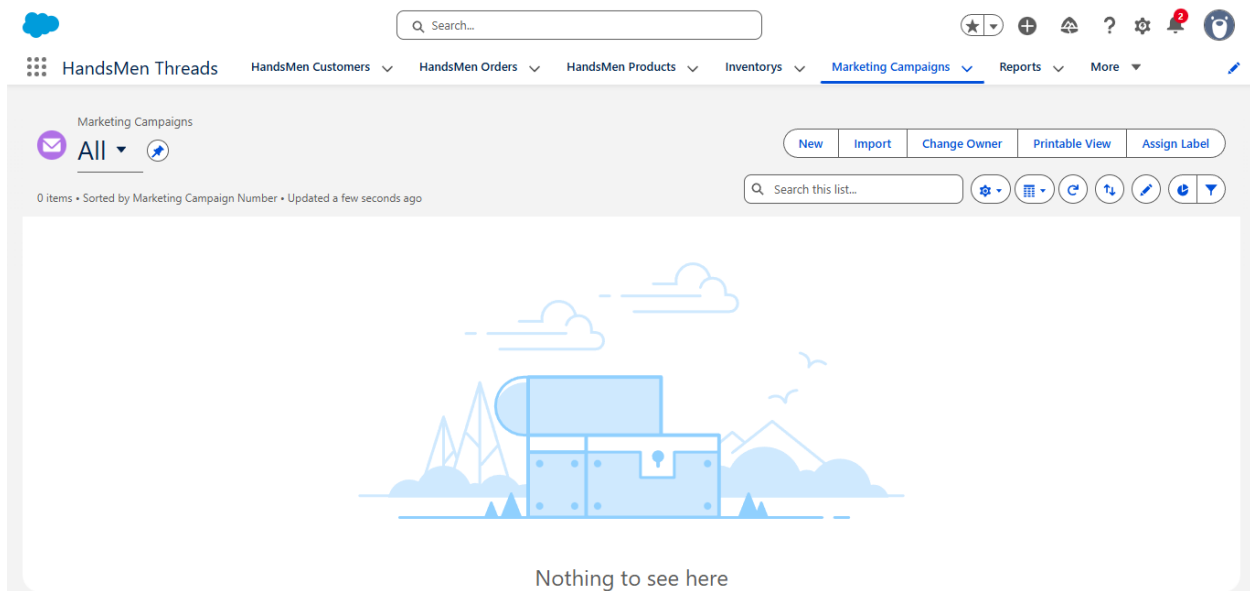 Search...
2
HandsMen Threads HandsMen Customers HandsMen Orders HandsMen Products Inventorys Marketing Campaigns Reports More
Marketing Campaigns
All
New Import Change Owner Printable View Assign Label
0 items • Sorted by Marketing Campaign Number • Updated a few seconds ago
Search this list...
Nothing to see here